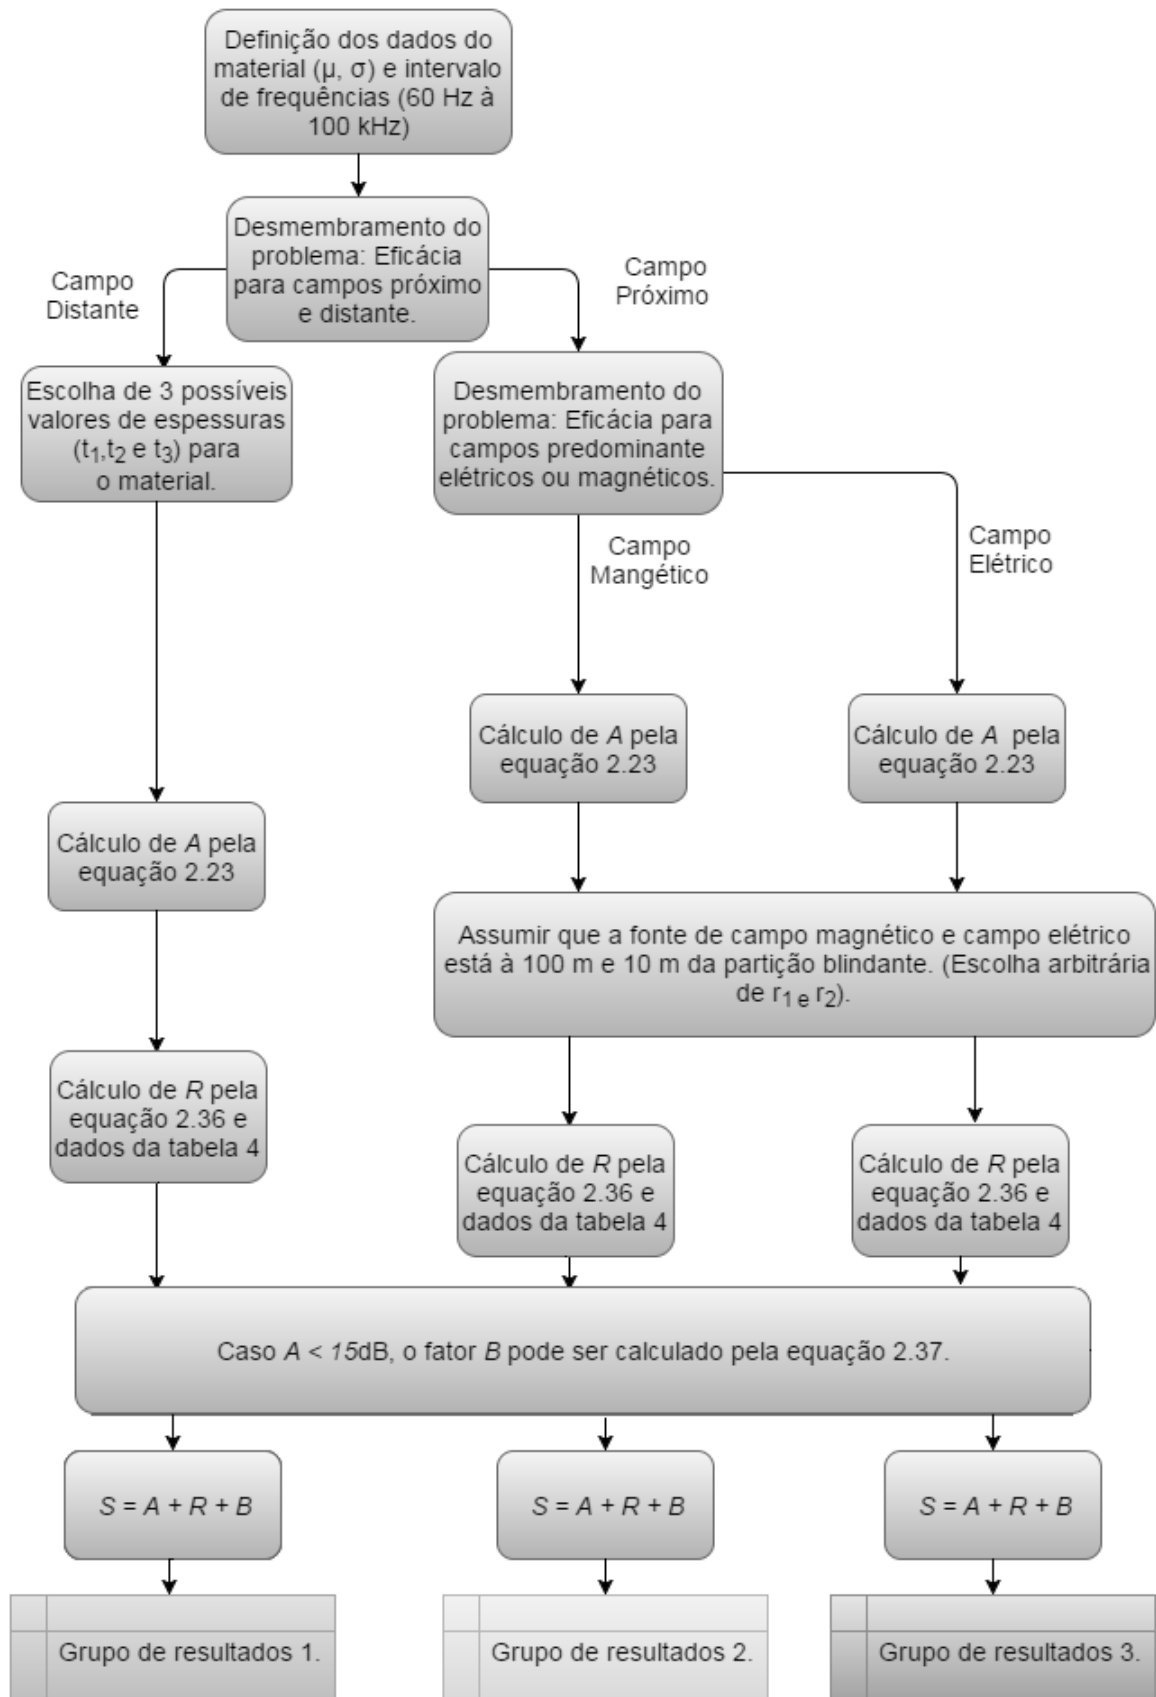 Definição dos dados do
material (μ, σ) e intervalo
de frequências (60 Hz à
100 kHz)
Desmembramento do
problema: Eficácia
para campos próximo
e distante.
Campo
Distante
Campo
Próximo
Escolha de 3 possíveis
valores de espessuras
(t1,t2 e t3) para
o material.
Desmembramento do
problema: Eficácia para
campos predominante
elétricos ou magnéticos.
Campo
Mangético
Campo
Elétrico
Cálculo de A pela
equação 2.23
Cálculo de A pela
equação 2.23
Cálculo de A pela
equação 2.23
Assumir que a fonte de campo magnético e campo elétrico
está à 100 m e 10 m da partição blindante. (Escolha arbitrária
de r1 e r2).
Cálculo de R pela
equação 2.36 e
dados da tabela 4
Cálculo de R pela
equação 2.36 e
dados da tabela 4
Cálculo de R pela
equação 2.36 e
dados da tabela 4
Caso A < 15dB, o fator B pode ser calculado pela equação 2.37.
S = A + R + B
S = A + R + B
S = A + R + B
Grupo de resultados 1.
Grupo de resultados 2.
Grupo de resultados 3.